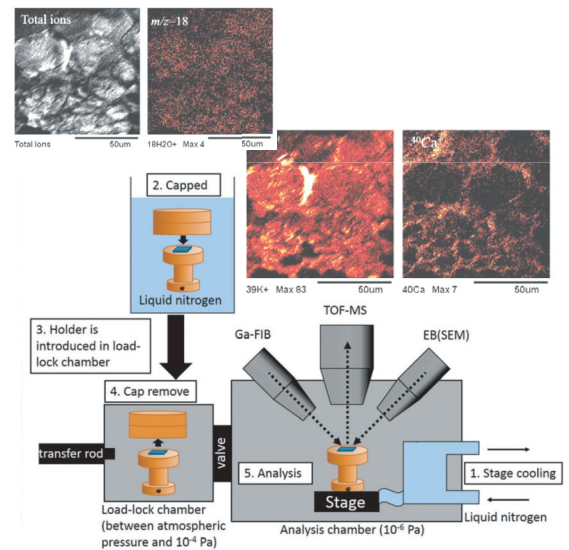 Total ions
m/z=18
Total Ions 50um
18H2O+ Max 4 50um
40Ca
39K+ Max 83 50um
40Ca Max 7 50um
2. Capped
Liquid nitrogen
3. Holder is
introduced in load-
lock chamber
4. Cap remove
transfer rod
valve
Load-lock chamber
(between atmospheric
pressure and 10-4 Pa)
Ga-FIB
TOF-MS
EB(SEM)
5. Analysis
Stage
1. Stage cooling
Liquid nitrogen
Analysis chamber (10-6 Pa)